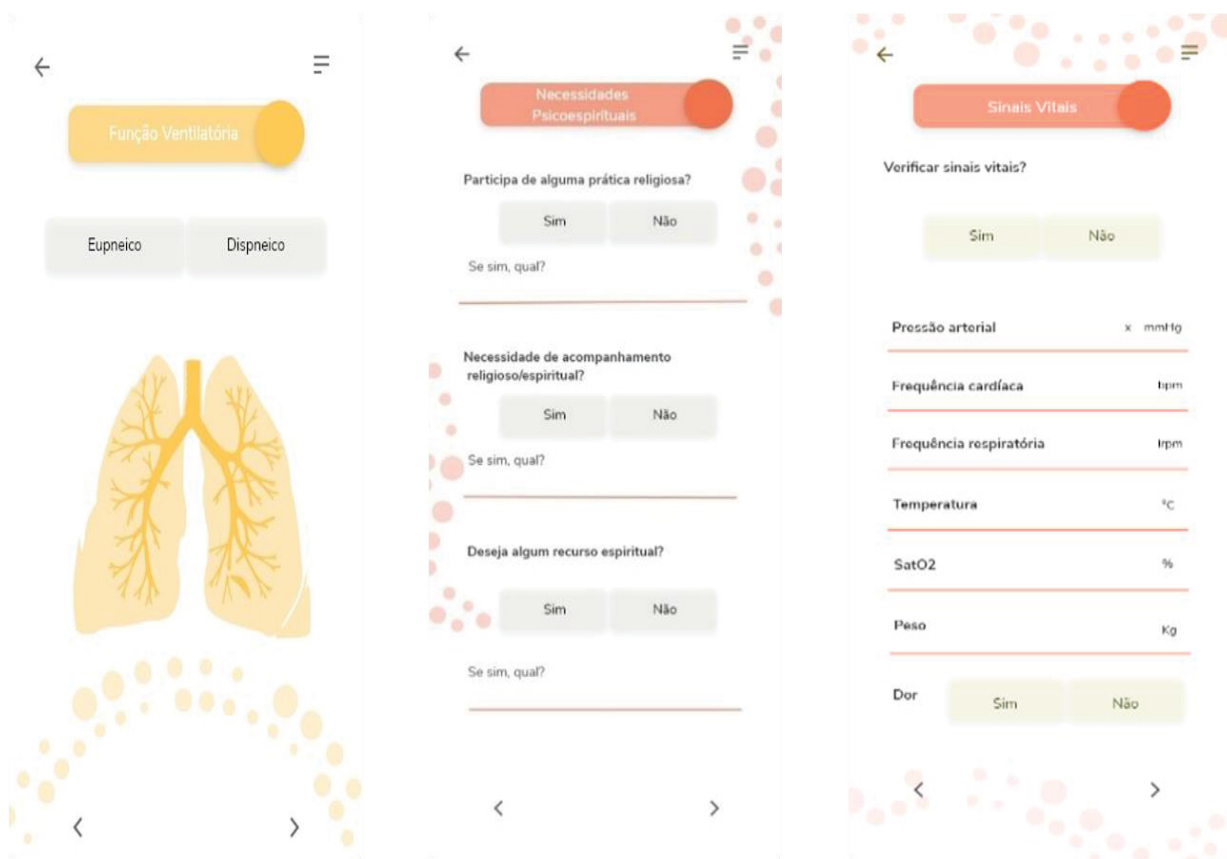 Função Ventilatória
Eupneico
Dispneico
Necessidades
Psicoespirituais
Participa de alguma prática religiosa?
Sim
Não
Se sim, qual?
Necessidade de acompanhamento
religioso/espiritual?
Sim
Não
Se sim, qual?
Deseja algum recurso espiritual?
Sim
Não
Se sim, qual?
Sinais Vitais
Verificar sinais vitais?
Sim
Não
Pressão arterial x mmHg
Frequência cardíaca bpm
Frequência respiratória irpm
Temperatura °C
SatO2 %
Peso Kg
Dor
Sim
Não